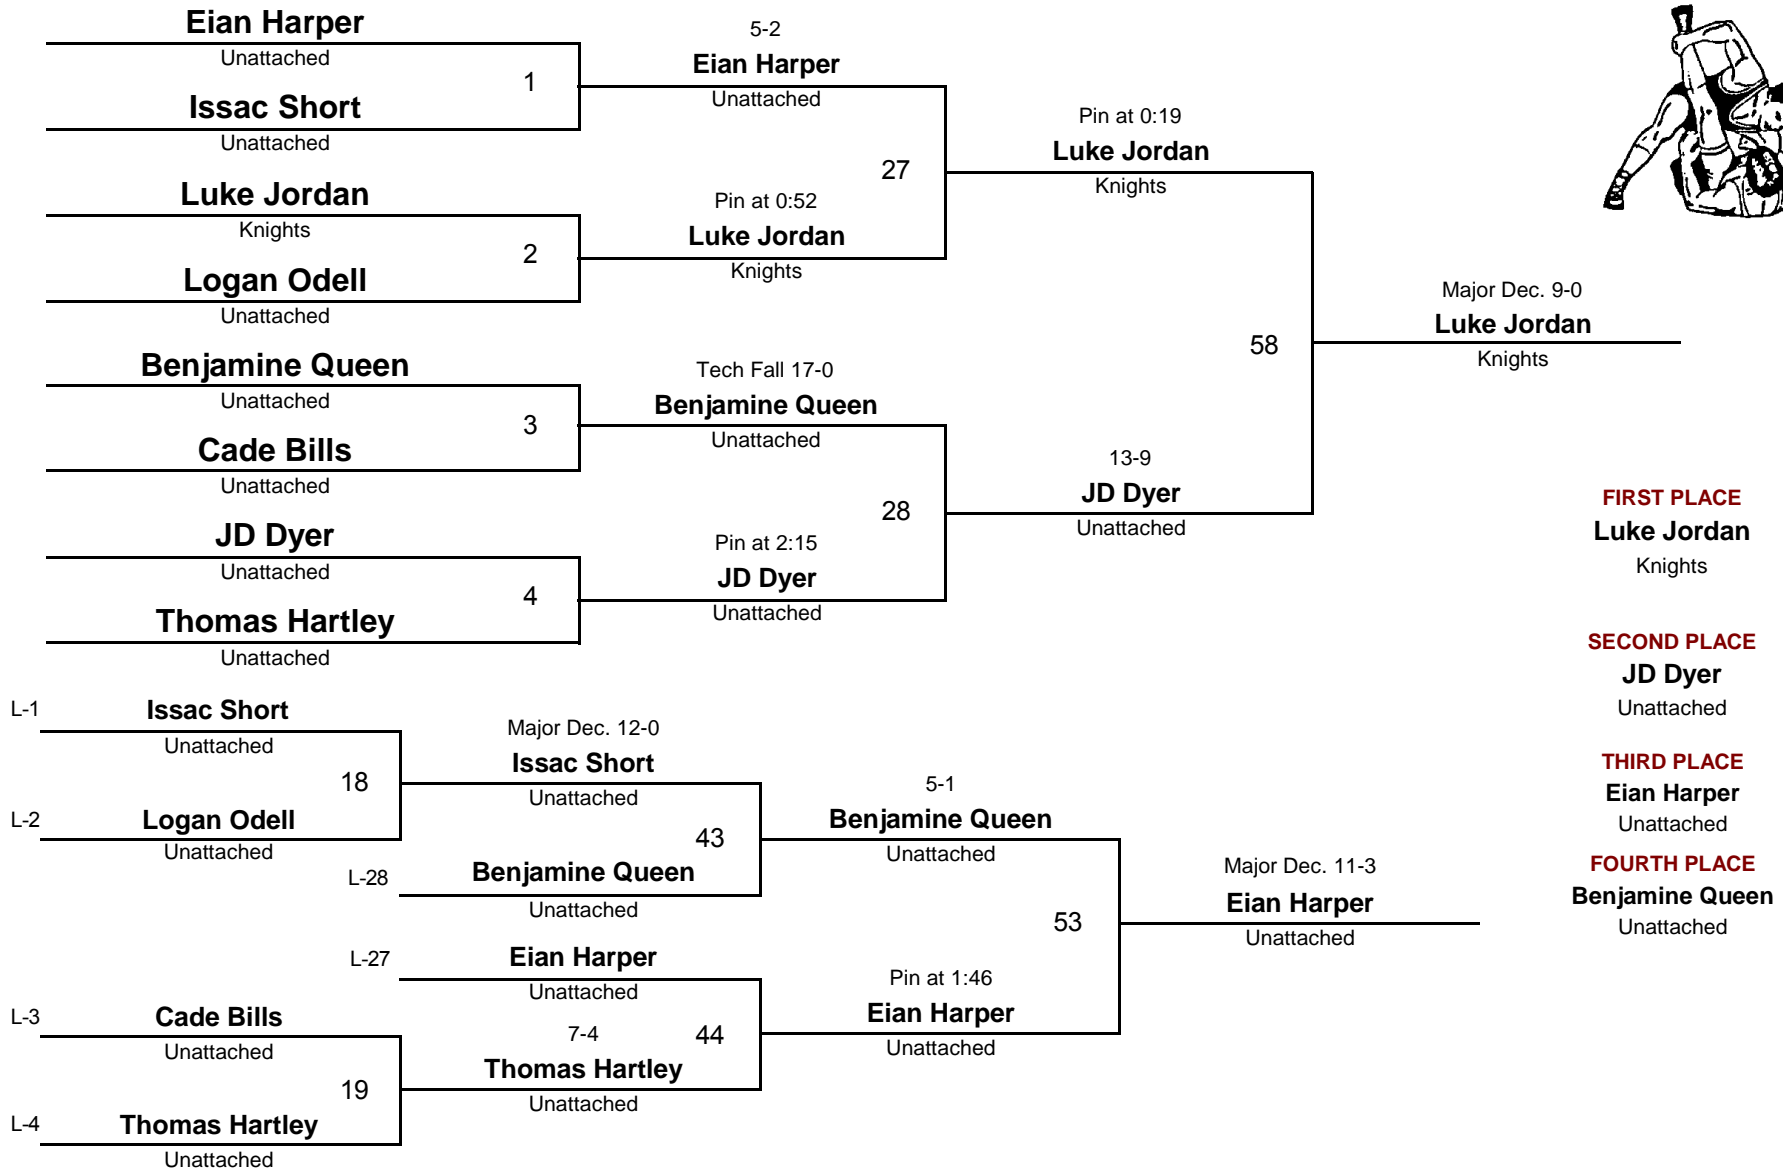 Eian Harper
Unattached
1
Issac Short
Unattached
Luke Jordan
Knights
2
Logan Odell
Unattached
Benjamine Queen
Unattached
3
Cade Bills
Unattached
JD Dyer
Unattached
4
Thomas Hartley
Unattached
5-2
Eian Harper
Unattached
27
Pin at 0:52
Luke Jordan
Knights
Tech Fall 17-0
Benjamine Queen
Unattached
28
Pin at 2:15
JD Dyer
Unattached
Pin at 0:19
Luke Jordan
Knights
58
13-9
JD Dyer
Unattached
Major Dec. 9-0
Luke Jordan
Knights
L-1
Issac Short
Unattached
18
L-2
Logan Odell
Unattached
Major Dec. 12-0
Issac Short
Unattached
43
L-28
Benjamine Queen
Unattached
L-27
Eian Harper
Unattached
44
L-3
Cade Bills
Unattached
19
L-4
Thomas Hartley
Unattached
7-4
Thomas Hartley
Unattached
5-1
Benjamine Queen
Unattached
53
Pin at 1:46
Eian Harper
Unattached
Major Dec. 11-3
Eian Harper
Unattached
FIRST PLACE
Luke Jordan
Knights
SECOND PLACE
JD Dyer
Unattached
THIRD PLACE
Eian Harper
Unattached
FOURTH PLACE
Benjamine Queen
Unattached